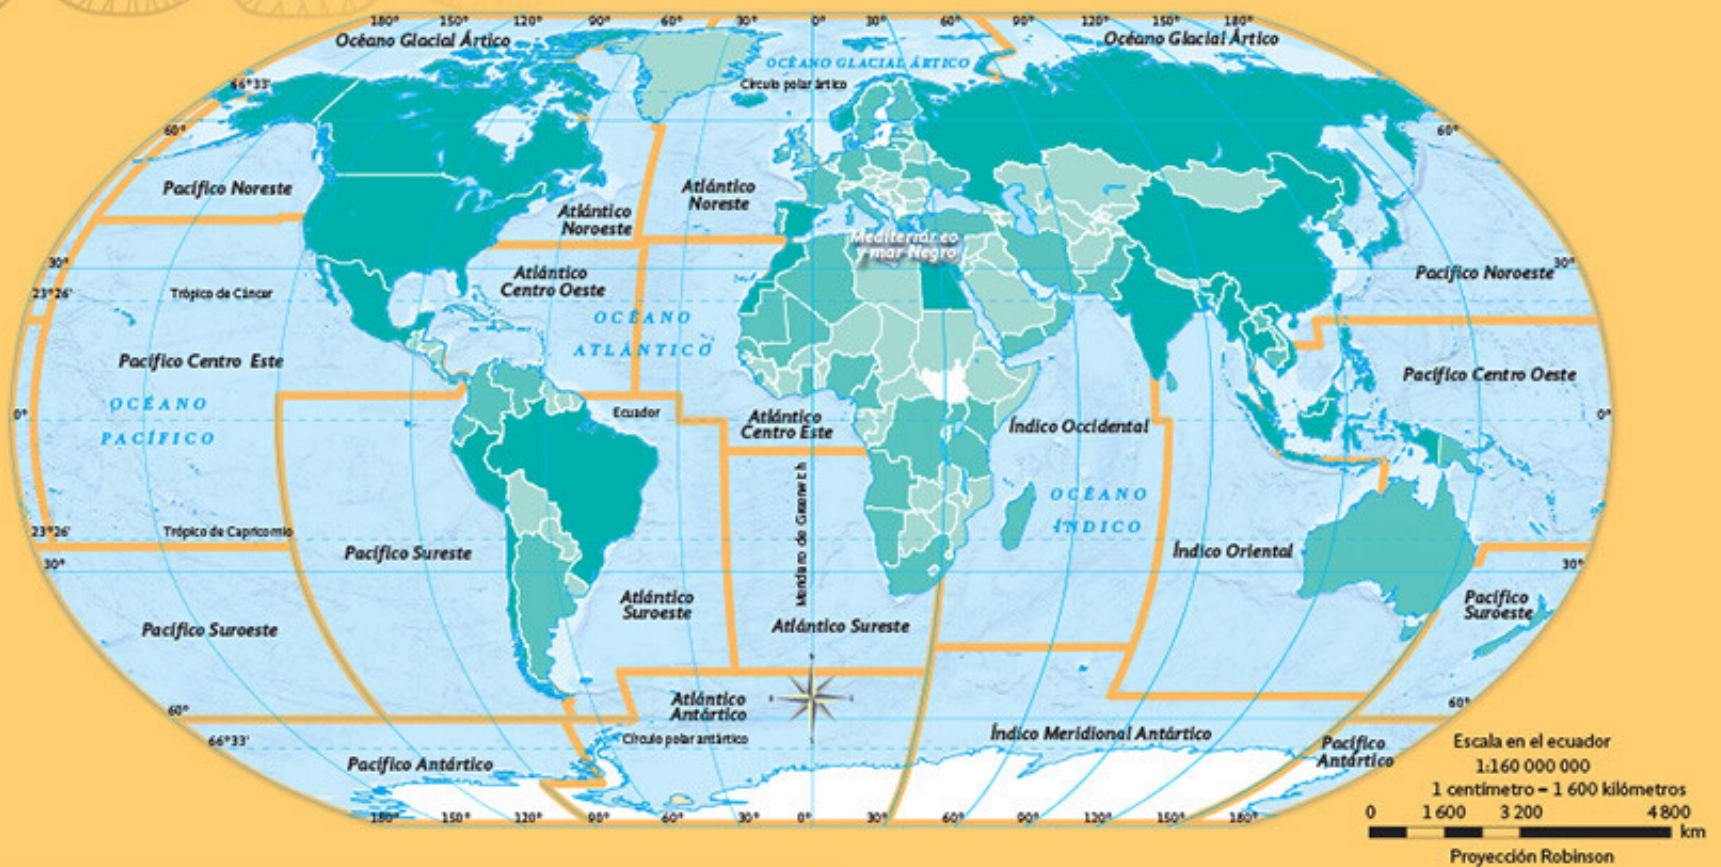 180° 150° 120° 90° 60° 30° 0° 30° 60° 90° 120° 150° 180°
Océano Glacial Ártico
Océano Glacial Ártico
OCÉANO GLACIAL ÁRTICO
Círculo polar ártico
66°33'
60°
60°
Pacífico Noreste
Atlántico
Noreste
Atlántico
Noroeste
Mediterráneo
y mar Negro
30°
30°
Pacífico Noroeste
Atlántico
Centro Oeste
23°26'
Trópico de Cáncer
OCÉANO
ATLÁNTICO
Pacífico Centro Este
Pacífico Centro Oeste
OCÉANO
PACÍFICO
0°
0°
Ecuador
Atlántico
Centro Este
Índico Occidental
Meridiano de Greenwich
OCÉANO
ÍNDICO
23°26'
Trópico de Capricornio
Pacífico Sureste
Índico Oriental
30°
30°
Atlántico
Suroeste
Pacífico
Suroeste
Pacífico Suroeste
Atlántico Sureste
60°
60°
Atlántico
Antártico
66°33'
Círculo polar antártico
Índico Meridional Antártico
Pacífico Antártico
Pacífico
Antártico
180° 150° 120° 90° 60° 30° 0° 30° 60° 90° 120° 150° 180°
Escala en el ecuador
1:160 000 000
1 centímetro = 1 600 kilómetros
0 1 600 3 200 4 800
km
Proyección Robinson